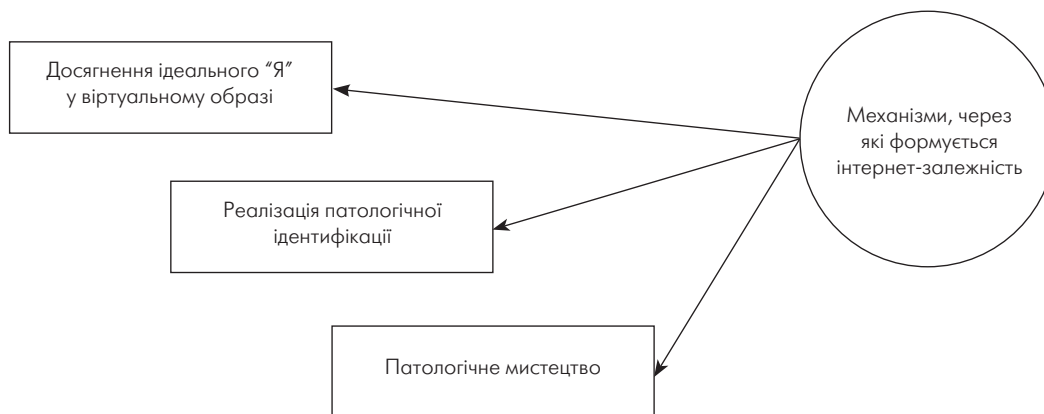 Досягнення ідеального “Я”
у віртуальному образі
Механізми, через
які формується
інтернет-залежність
Реалізація патологічної
ідентифікації
Патологічне мистецтво